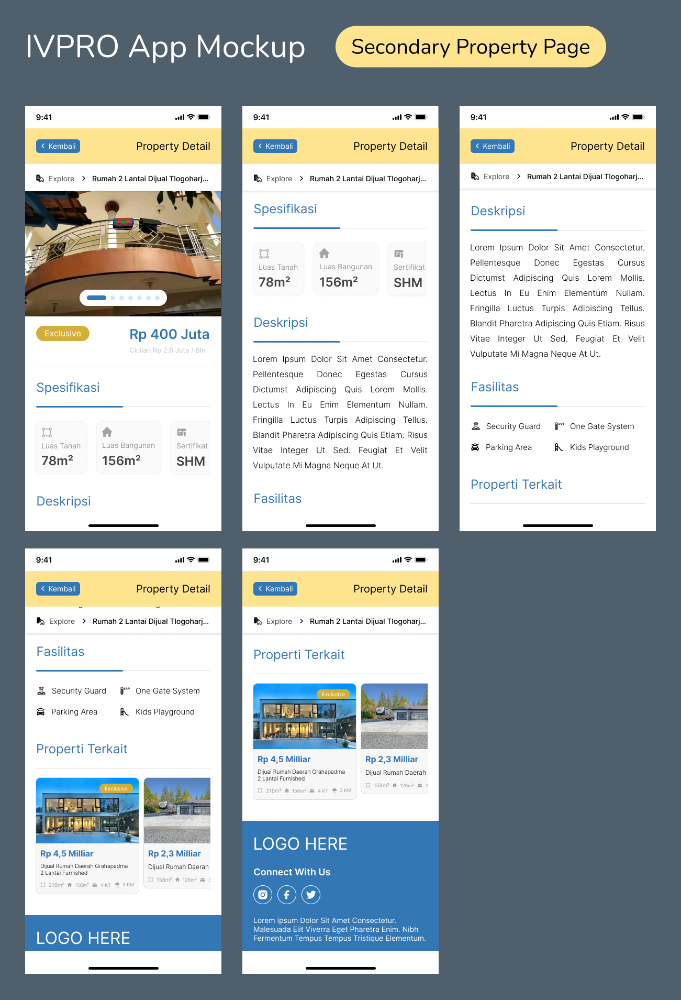 IVPRO App Mockup
Secondary Property Page
9:41
Kembali
Property Detail
Explore
Rumah 2 Lantai Dijual Tlogoharj...
Exclusive
Rp 400 Juta
Cicilan Rp 2.6 Juta / Bln
Spesifikasi
Luas Tanah
78m²
Luas Bangunan
156m²
Sertifikat
SHM
Deskripsi
9:41
Kembali
Property Detail
Explore
Rumah 2 Lantai Dijual Tlogoharj...
Spesifikasi
Luas Tanah
78m²
Luas Bangunan
156m²
Sertifikat
SHM
Deskripsi
Lorem Ipsum Dolor Sit Amet Consectetur.
Pellentesque Donec Egestas Cursus
Dictumst Adipiscing Quis Lorem Mollis.
Lectus In Eu Enim Elementum Nullam.
Fringilla Luctus Turpis Adipiscing Tellus.
Blandit Pharetra Adipiscing Quis Etiam. Risus
Vitae Integer Ut Sed. Feugiat Et Velit
Vulputate Mi Magna Neque At Ut.
Fasilitas
9:41
Kembali
Property Detail
Explore
Rumah 2 Lantai Dijual Tlogoharj...
Deskripsi
Lorem Ipsum Dolor Sit Amet Consectetur.
Pellentesque Donec Egestas Cursus
Dictumst Adipiscing Quis Lorem Mollis.
Lectus In Eu Enim Elementum Nullam.
Fringilla Luctus Turpis Adipiscing Tellus.
Blandit Pharetra Adipiscing Quis Etiam. Risus
Vitae Integer Ut Sed. Feugiat Et Velit
Vulputate Mi Magna Neque At Ut.
Fasilitas
Security Guard
One Gate System
Parking Area
Kids Playground
Properti Terkait
9:41
Kembali
Property Detail
Explore
Rumah 2 Lantai Dijual Tlogoharj...
Fasilitas
Security Guard
One Gate System
Parking Area
Kids Playground
Properti Terkait
Exclusive
Rp 4,5 Milliar
Dijual Rumah Daerah Grahapadma
2 Lantai Furnished
218m² 156m² 4 KT 3 KM
Rp 2,3 Milliar
Dijual Rumah Daerah
158m² 126m² 3
LOGO HERE
9:41
Kembali
Property Detail
Explore
Rumah 2 Lantai Dijual Tlogoharj...
Properti Terkait
Exclusive
Rp 4,5 Milliar
Dijual Rumah Daerah Grahapadma
2 Lantai Furnished
218m² 156m² 4 KT 3 KM
Rp 2,3 Milliar
Dijual Rumah Daerah
158m² 126m² 3
LOGO HERE
Connect With Us
Lorem Ipsum Dolor Sit Amet Consectetur.
Malesuada Elit Viverra Eget Pharetra Enim. Nibh
Fermentum Tempus Tempus Tristique Elementum.